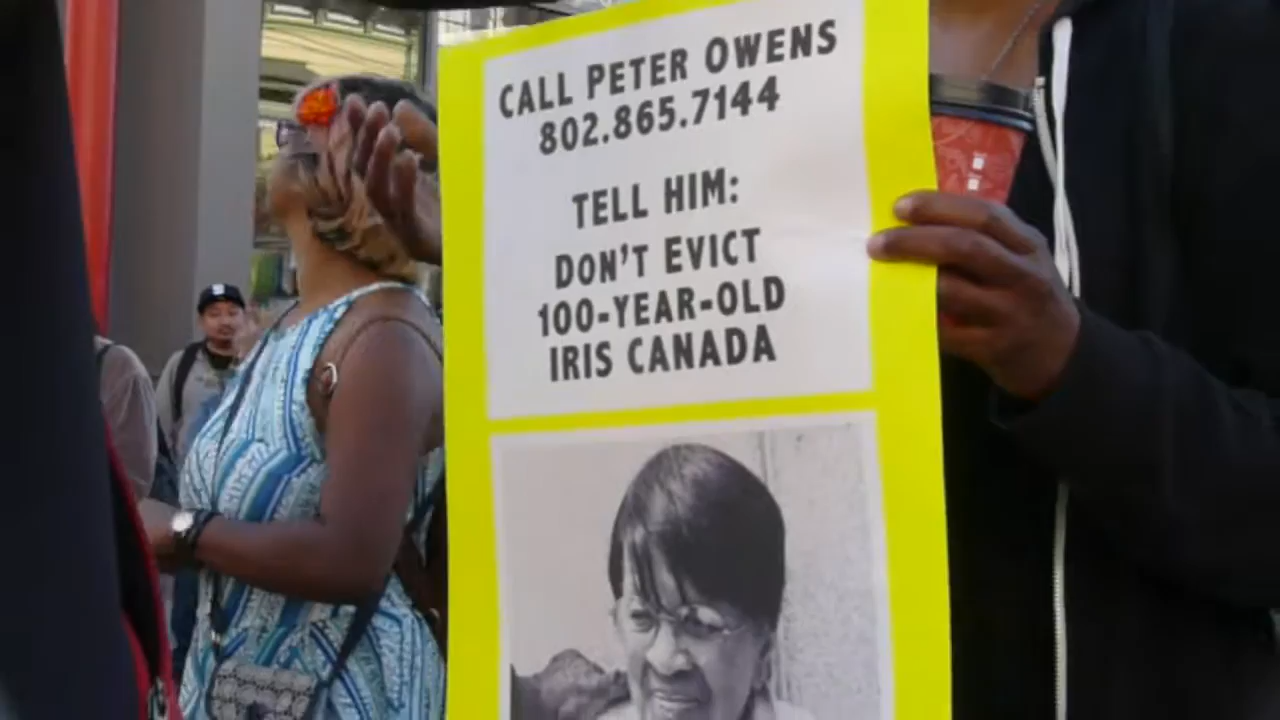 CALL PETER OWENS
802.865.7144
TELL HIM:
DON'T EVICT
100-YEAR-OLD
IRIS CANADA